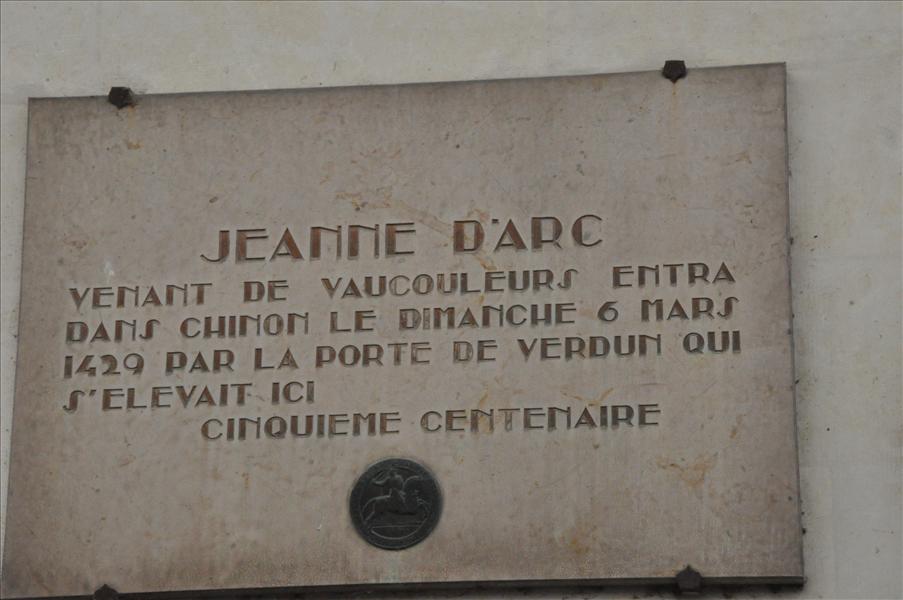 JEANNE D'ARC
VENANT DE VAUCOULEURS ENTRA
DANS CHINON LE DIMANCHE 6 MARS
1429 PAR LA PORTE DE VERDUN QUI
S'ELEVAIT ICI
CINQUIEME CENTENAIRE